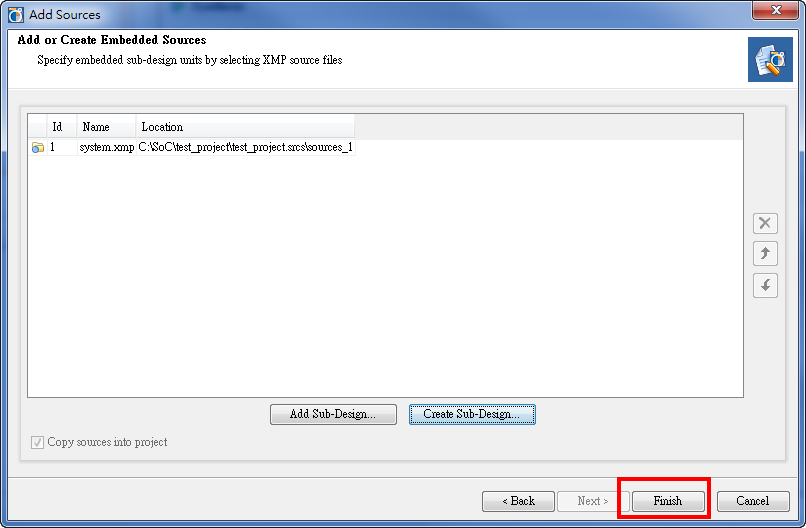 Add Sources
Add or Create Embedded Sources
Specify embedded sub-design units by selecting XMP source files
Id Name Location
1 system.xmp C:\SoC\test_project\test_project.srcs\sources_1
Add Sub-Design... Create Sub-Design...
Copy sources into project
< Back Next > Finish Cancel